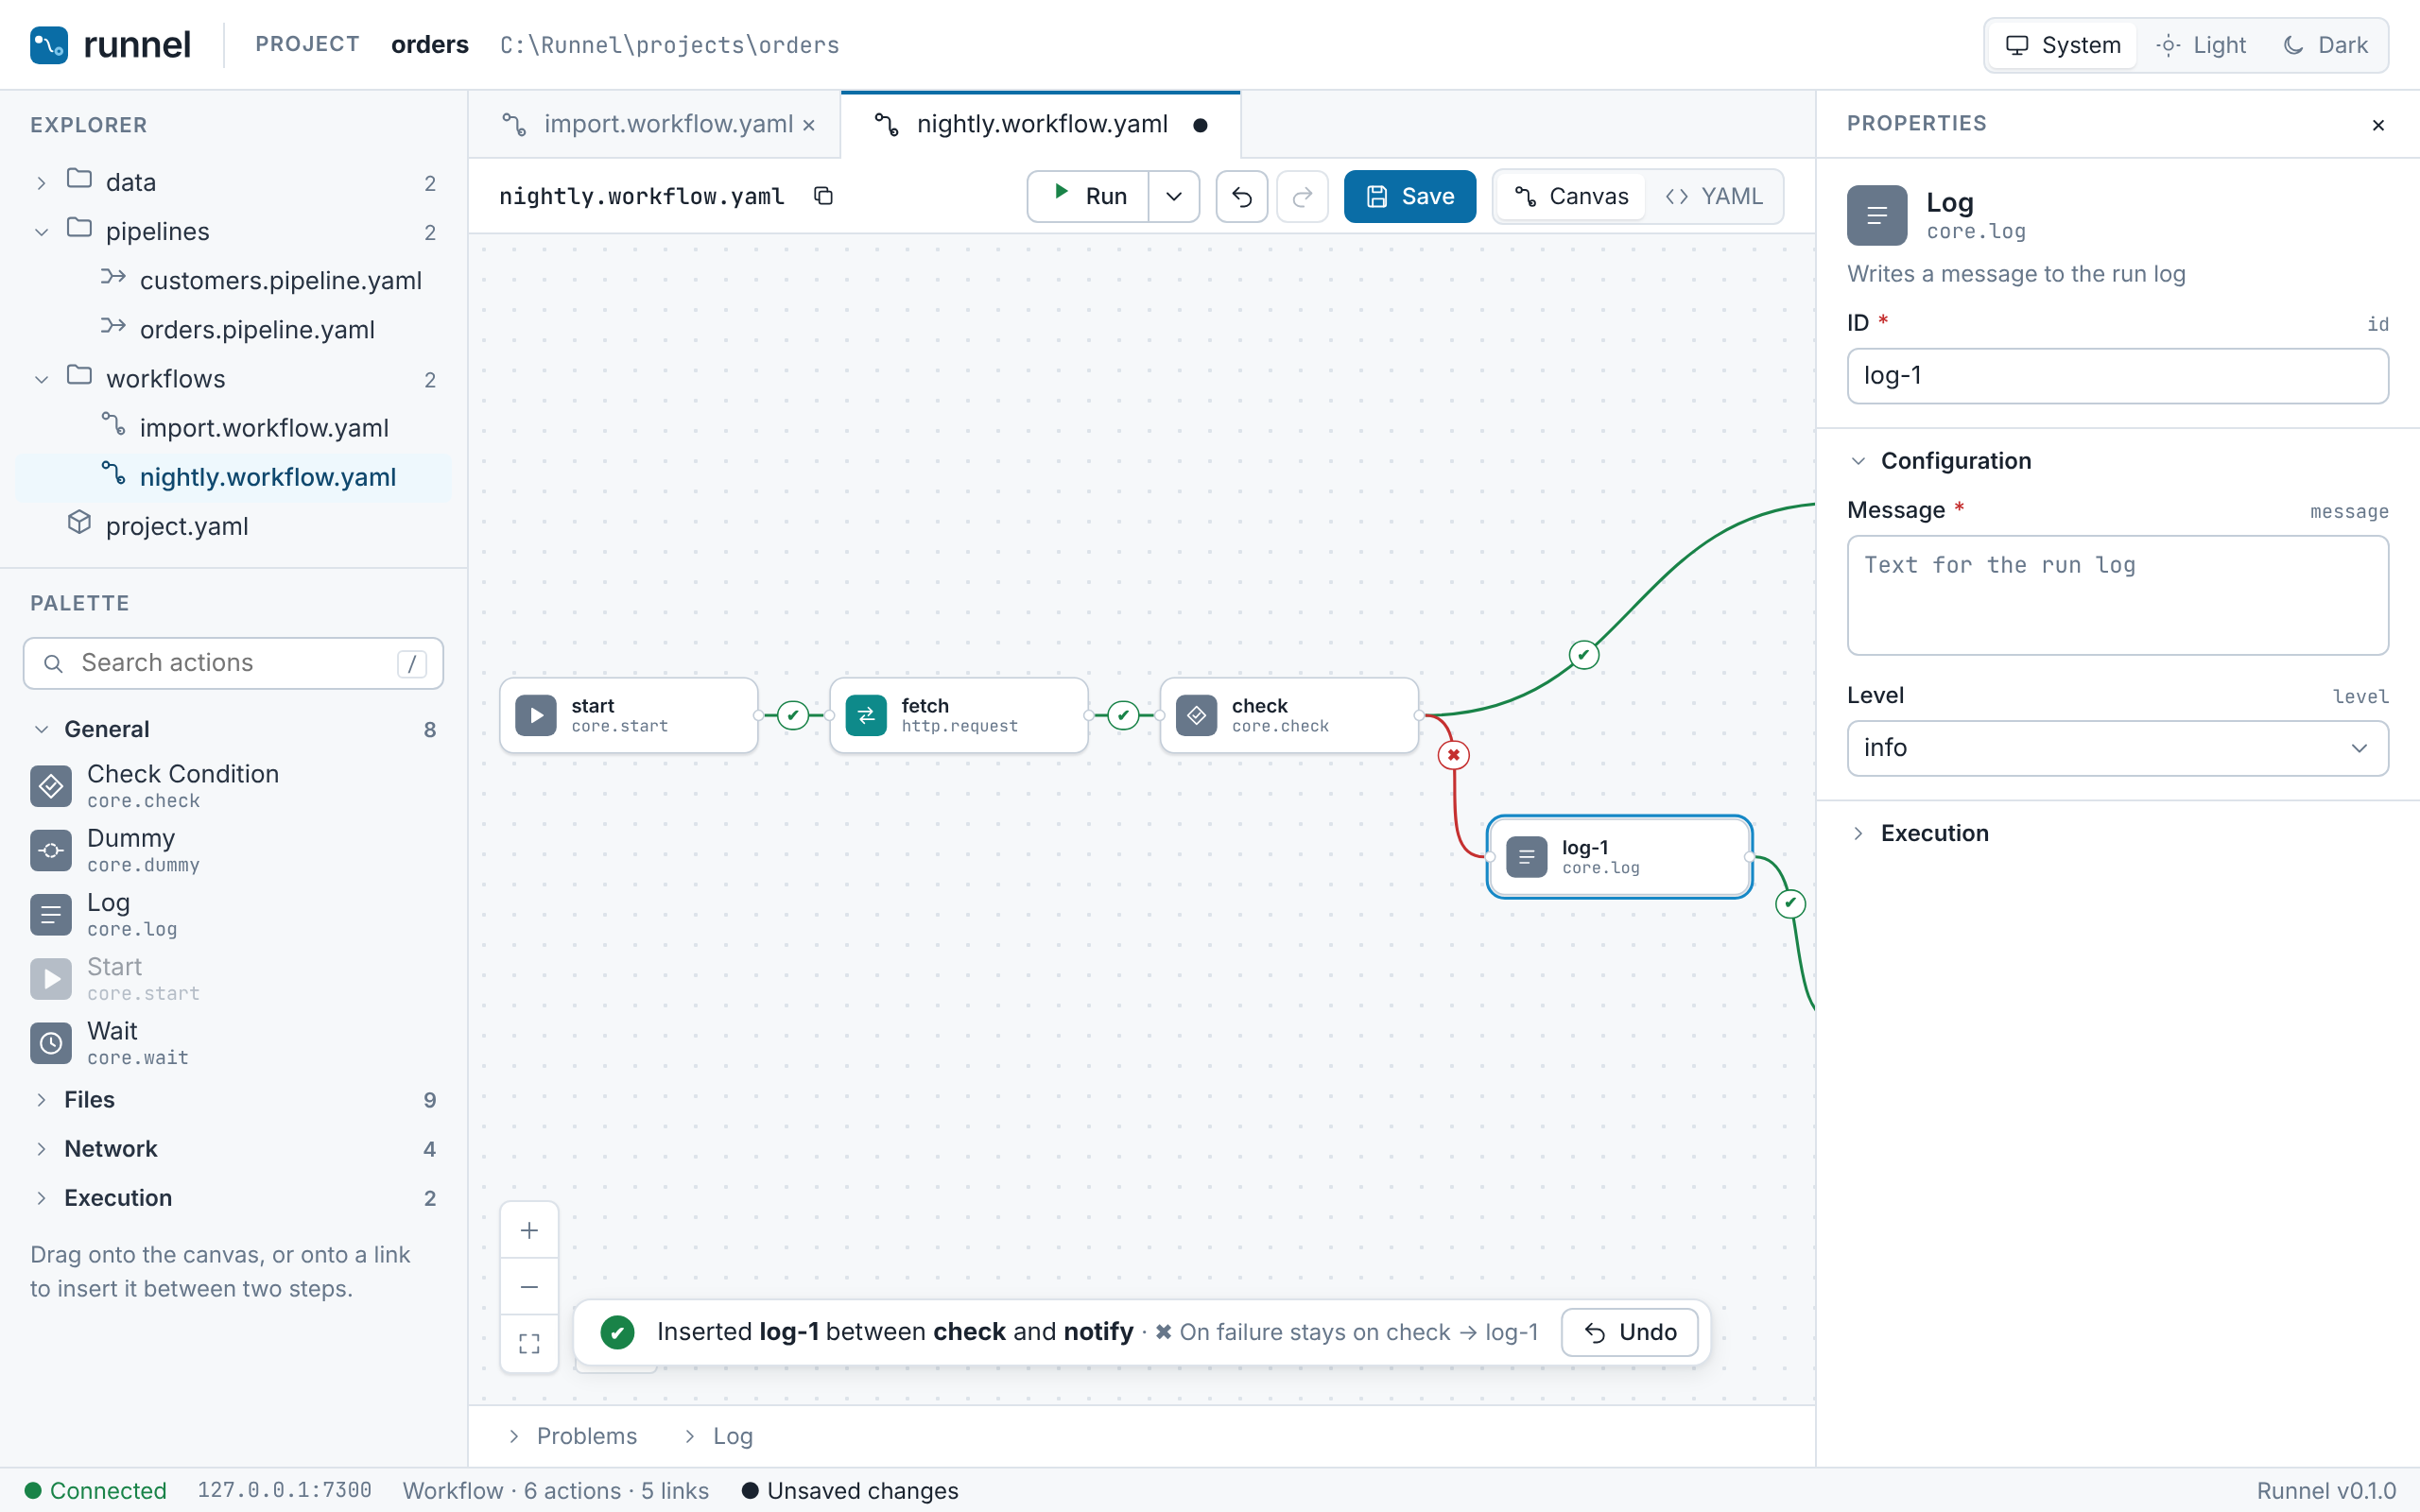 runnel
PROJECT orders C:\Runnel\projects\orders
System Light Dark
EXPLORER
data 2
pipelines 2
customers.pipeline.yaml
orders.pipeline.yaml
workflows 2
import.workflow.yaml
nightly.workflow.yaml
project.yaml
PALETTE
Search actions /
General 8
Check Condition
core.check
Dummy
core.dummy
Log
core.log
Start
core.start
Wait
core.wait
Files 9
Network 4
Execution 2
Drag onto the canvas, or onto a link
to insert it between two steps.
import.workflow.yaml × nightly.workflow.yaml ●
nightly.workflow.yaml Run Save Canvas YAML
start
core.start
fetch
http.request
check
core.check
log-1
core.log
Inserted log-1 between check and notify · ✖ On failure stays on check → log-1 Undo
Problems Log
PROPERTIES ×
Log
core.log
Writes a message to the run log
ID * id
log-1
Configuration
Message * message
Text for the run log
Level level
info
Execution
Connected 127.0.0.1:7300 Workflow · 6 actions · 5 links Unsaved changes Runnel v0.1.0